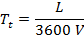 T_t = L / 3600 V